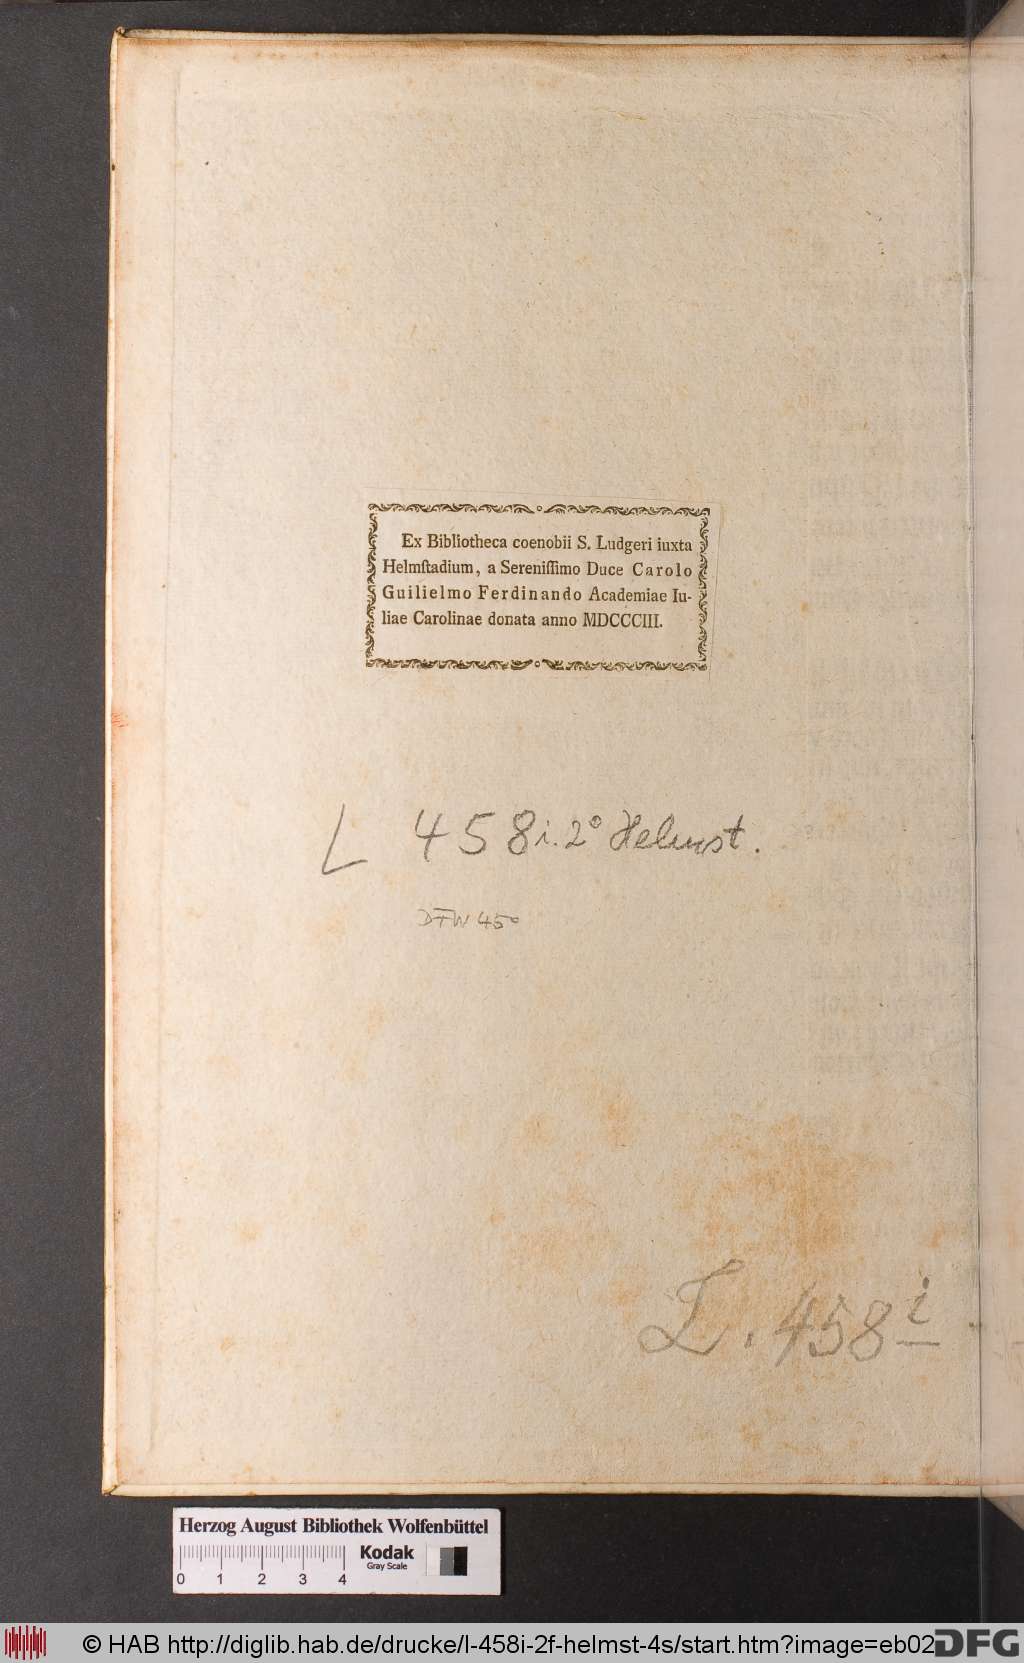 Ex Bibliotheca coenobii S. Ludgeri iuxta
Helmſtadium, a Sereniſſimo Duce Carolo
Guilielmo Ferdinando Academiae Iu-
liae Carolinae donata anno MDCCCIII.
L 458i. 2° Helmst.
L. 458 i
Herzog August Bibliothek Wolfenbüttel
0 1 2 3 4
Kodak
Gray Scale
© HAB http://diglib.hab.de/drucke/l-458i-2f-helmst-4s/start.htm?image=eb02
DFG